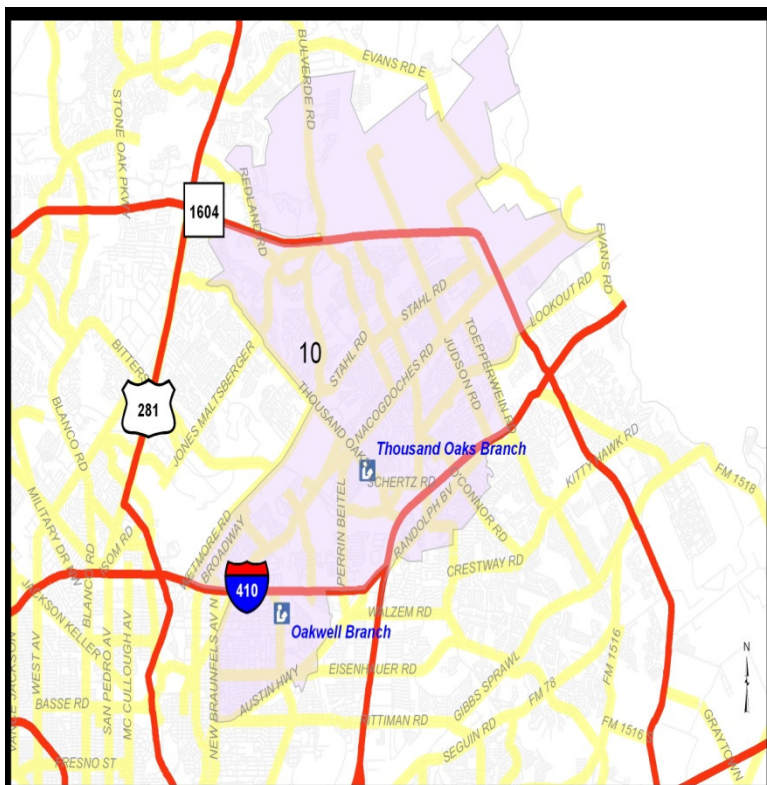 BULVERDE RD
EVANS RD E
STONE OAK PKWY
REDLAND RD
1604
EVANS RD
LOOKOUT RD
STAHL RD
STAHL RD
TOEPPERWEIN RD
JUDSON RD
NACOGDOCHES RD
10
BITTERS
JONES MALTSBERGER
281
BLANCO RD
THOUSAND OAKS
Thousand Oaks Branch
SCHERTZ RD
O'CONNOR RD
KITTY HAWK RD
FM 1518
MILITARY DR
PERRIN BEITEL
RANDOLPH BV
WETMORE RD
BROADWAY
CRESTWAY RD
BLANCO RD
410
JACKSON KELLER
WALZEM RD
Oakwell Branch
WEST AV
SAN PEDRO AV
MC CULLOUGH AV
NEW BRAUNFELS AV N
AUSTIN HWY
EISENHAUER RD
GIBBS SPRAWL
FM 78
FM 1516
BASSE RD
RITTIMAN RD
SEGUIN RD
FM 1516 S
GRAYTOWN
FRESNO ST
N